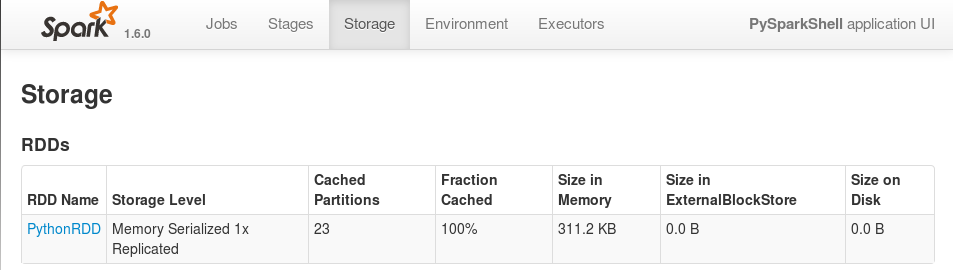 Spark 1.6.0 Jobs Stages Storage Environment Executors PySparkShell application UI
Storage
RDDs
RDD Name Storage Level Cached Partitions Fraction Cached Size in Memory Size in ExternalBlockStore Size on Disk
PythonRDD Memory Serialized 1x Replicated 23 100% 311.2 KB 0.0 B 0.0 B